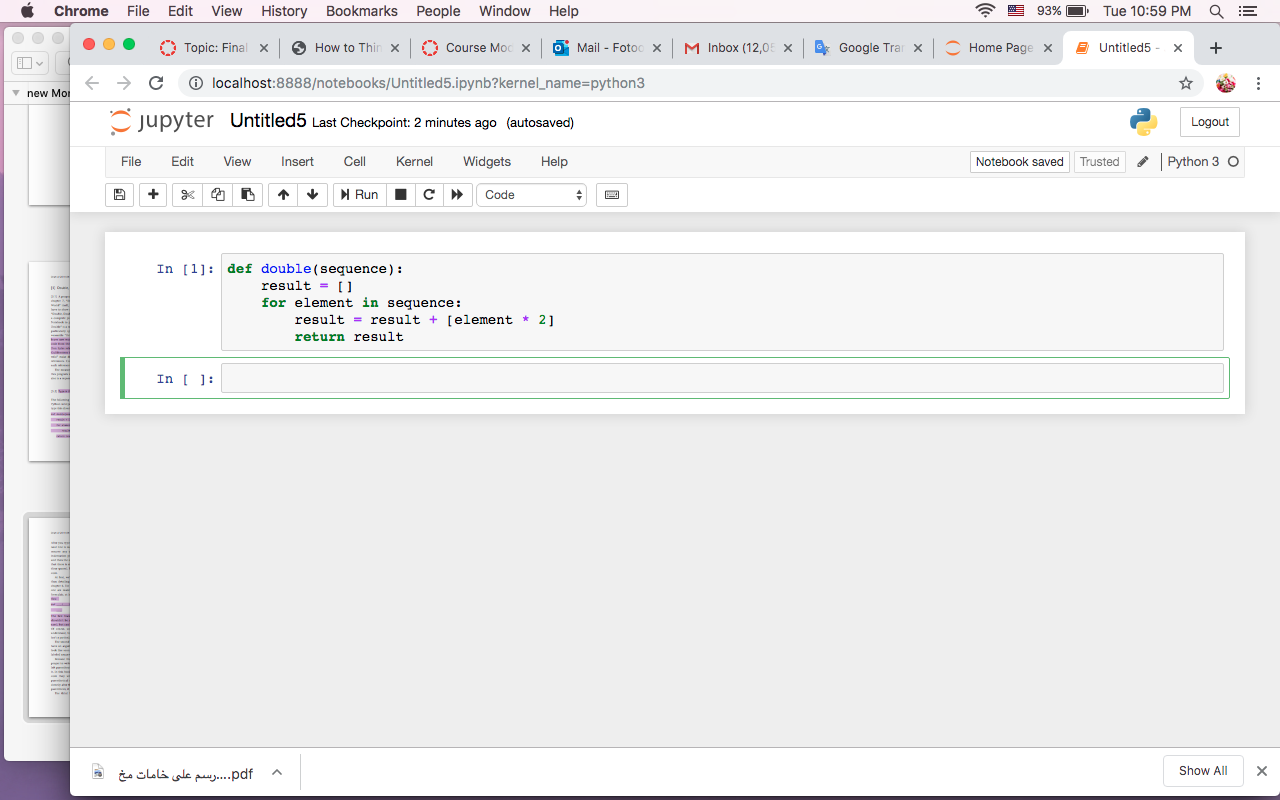 Chrome File Edit View History Bookmarks People Window Help 93% Tue 10:59 PM
Topic: Final How to Thin Course Mod Mail - Fotoc Inbox (12,05 Google Tran Home Page Untitled5 -
localhost:8888/notebooks/Untitled5.ipynb?kernel_name=python3
new Mor
jupyter Untitled5 Last Checkpoint: 2 minutes ago (autosaved) Logout
File Edit View Insert Cell Kernel Widgets Help Notebook saved Trusted Python 3
Run Code
In [1]: def double(sequence):
result = []
for element in sequence:
result = result + [element * 2]
return result
In [ ]:
رسم على خامات مخ....pdf Show All